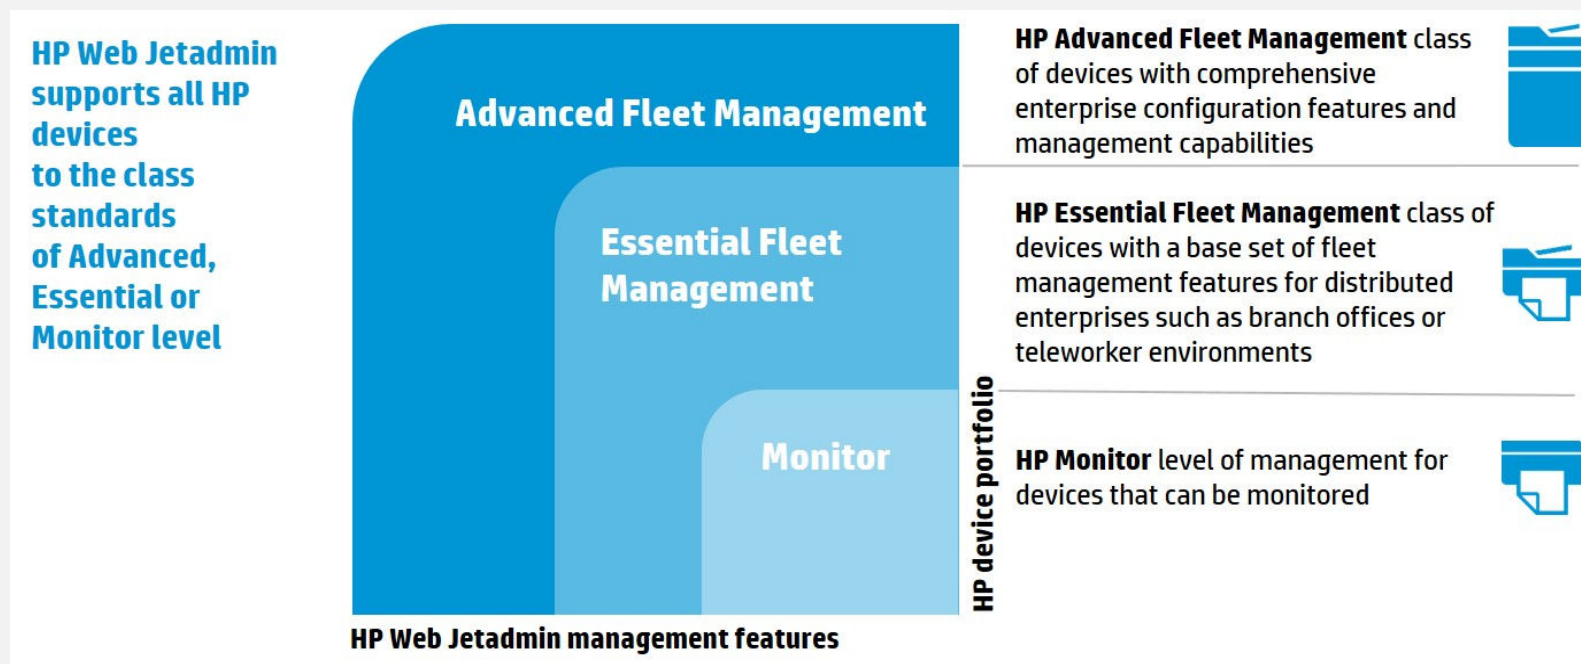 HP Web Jetadmin
supports all HP
devices
to the class
standards
of Advanced,
Essential or
Monitor level
Advanced Fleet Management
Essential Fleet
Management
Monitor
HP Web Jetadmin management features
HP device portfolio
HP Advanced Fleet Management class
of devices with comprehensive
enterprise configuration features and
management capabilities
HP Essential Fleet Management class of
devices with a base set of fleet
management features for distributed
enterprises such as branch offices or
teleworker environments
HP Monitor level of management for
devices that can be monitored